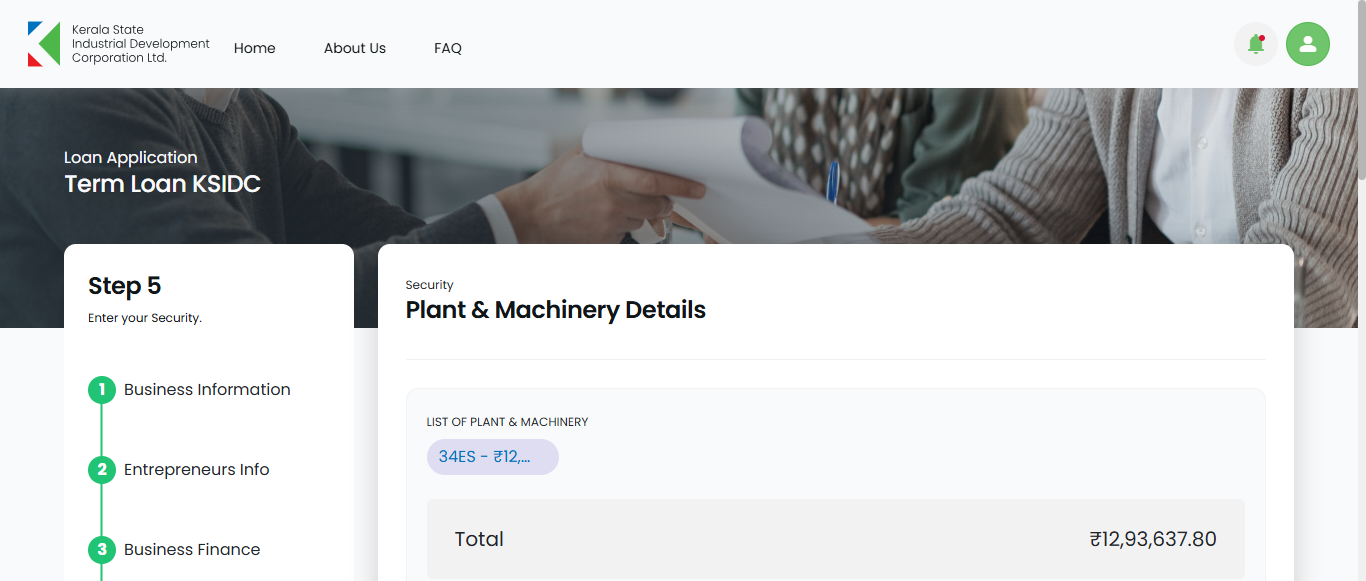 Kerala State
Industrial Development
Corporation Ltd.
Home
About Us
FAQ
Loan Application
Term Loan KSIDC
Step 5
Enter your Security.
1 Business Information
2 Entrepreneurs Info
3 Business Finance
Security
Plant & Machinery Details
LIST OF PLANT & MACHINERY
34ES - ₹12,...
Total ₹12,93,637.80